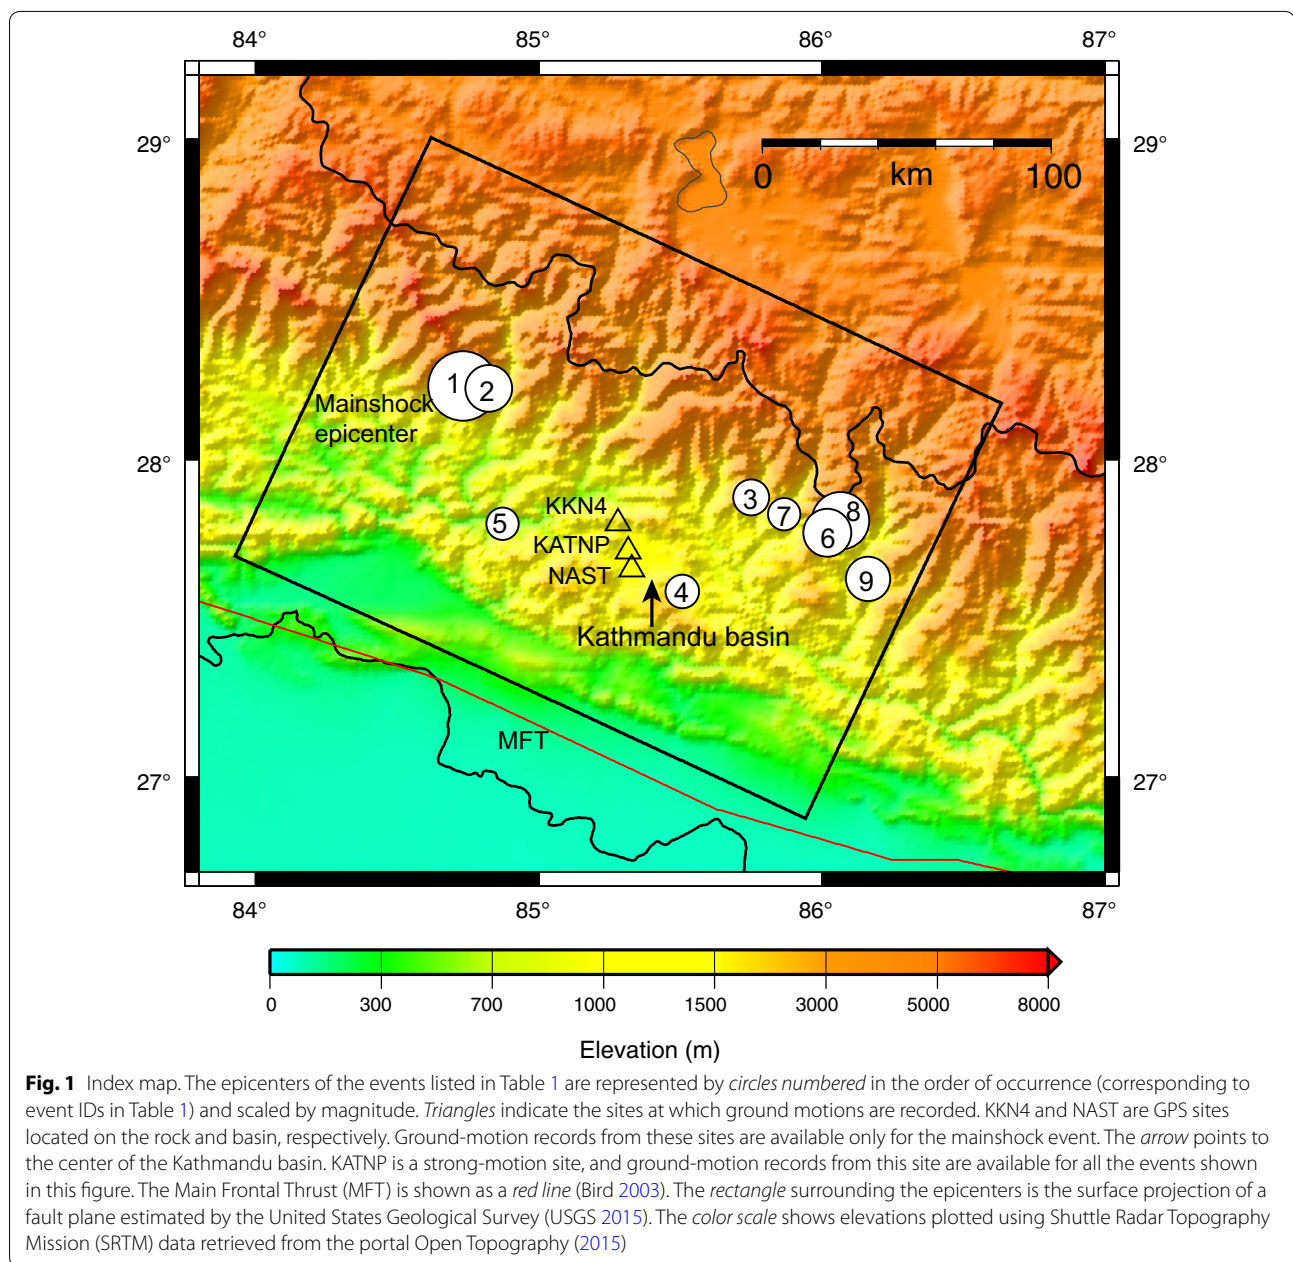 84° 85° 86° 87°
29° 29°
0 km 100
1 2
Mainshock
epicenter
28° 28°
3
KKN4 7 8
5 6
KATNP
NAST 9
4
Kathmandu basin
MFT
27° 27°
84° 85° 86° 87°
0 300 700 1000 1500 3000 5000 8000
Elevation (m)
Fig. 1 Index map. The epicenters of the events listed in Table 1 are represented by circles numbered in the order of occurrence (corresponding to
event IDs in Table 1) and scaled by magnitude. Triangles indicate the sites at which ground motions are recorded. KKN4 and NAST are GPS sites
located on the rock and basin, respectively. Ground-motion records from these sites are available only for the mainshock event. The arrow points to
the center of the Kathmandu basin. KATNP is a strong-motion site, and ground-motion records from this site are available for all the events shown
in this figure. The Main Frontal Thrust (MFT) is shown as a red line (Bird 2003). The rectangle surrounding the epicenters is the surface projection of a
fault plane estimated by the United States Geological Survey (USGS 2015). The color scale shows elevations plotted using Shuttle Radar Topography
Mission (SRTM) data retrieved from the portal Open Topography (2015)